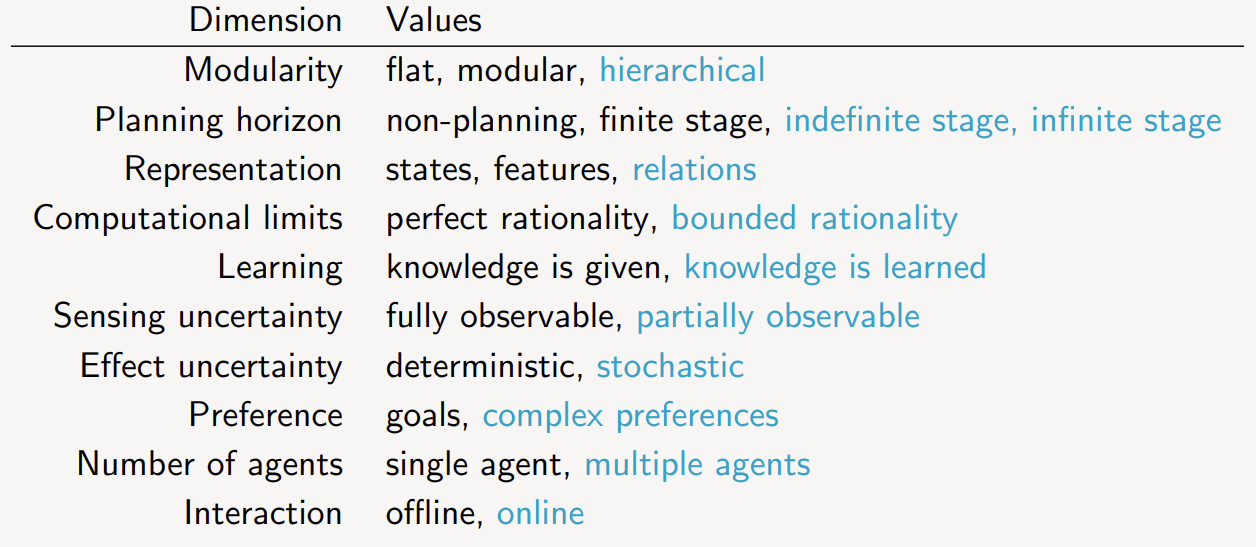 Dimension Values
Modularity flat, modular, hierarchical
Planning horizon non-planning, finite stage, indefinite stage, infinite stage
Representation states, features, relations
Computational limits perfect rationality, bounded rationality
Learning knowledge is given, knowledge is learned
Sensing uncertainty fully observable, partially observable
Effect uncertainty deterministic, stochastic
Preference goals, complex preferences
Number of agents single agent, multiple agents
Interaction offline, online